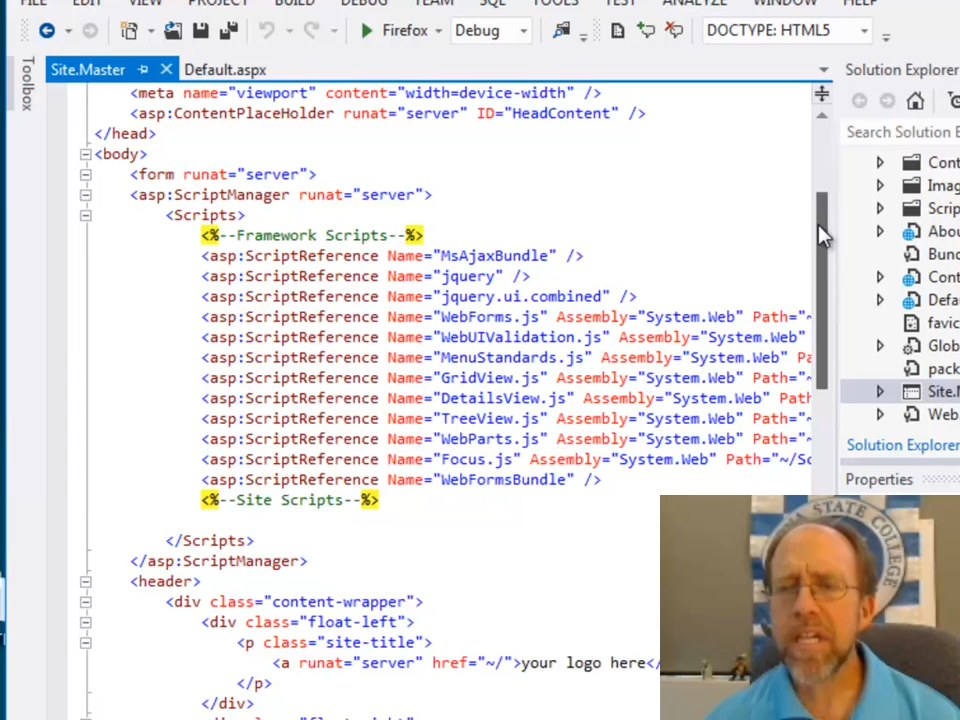 FILE EDIT VIEW PROJECT BUILD DEBUG TEAM SQL TOOLS TEST ANALYZE WINDOW HELP
Firefox Debug DOCTYPE: HTML5
Toolbox
Site.Master Default.aspx
Solution Explorer
Search Solution E
<meta name="viewport" content="width=device-width" />
<asp:ContentPlaceHolder runat="server" ID="HeadContent" />
</head>
<body>
<form runat="server">
<asp:ScriptManager runat="server">
<Scripts>
<%--Framework Scripts--%>
<asp:ScriptReference Name="MsAjaxBundle" />
<asp:ScriptReference Name="jquery" />
<asp:ScriptReference Name="jquery.ui.combined" />
<asp:ScriptReference Name="WebForms.js" Assembly="System.Web" Path="~
<asp:ScriptReference Name="WebUIValidation.js" Assembly="System.Web"
<asp:ScriptReference Name="MenuStandards.js" Assembly="System.Web" Pa
<asp:ScriptReference Name="GridView.js" Assembly="System.Web" Path="~
<asp:ScriptReference Name="DetailsView.js" Assembly="System.Web" Path
<asp:ScriptReference Name="TreeView.js" Assembly="System.Web" Path="~
<asp:ScriptReference Name="WebParts.js" Assembly="System.Web" Path="~
<asp:ScriptReference Name="Focus.js" Assembly="System.Web" Path="~/Sc
<asp:ScriptReference Name="WebFormsBundle" />
<%--Site Scripts--%>
</Scripts>
</asp:ScriptManager>
<header>
<div class="content-wrapper">
<div class="float-left">
<p class="site-title">
<a runat="server" href="~/">your logo here</
</p>
</div>
Cont
Imag
Scrip
Abou
Bunc
Cont
Defa
favic
Glob
pack
Site.M
Web
Solution Explorer
Properties
STATE COLLEGE